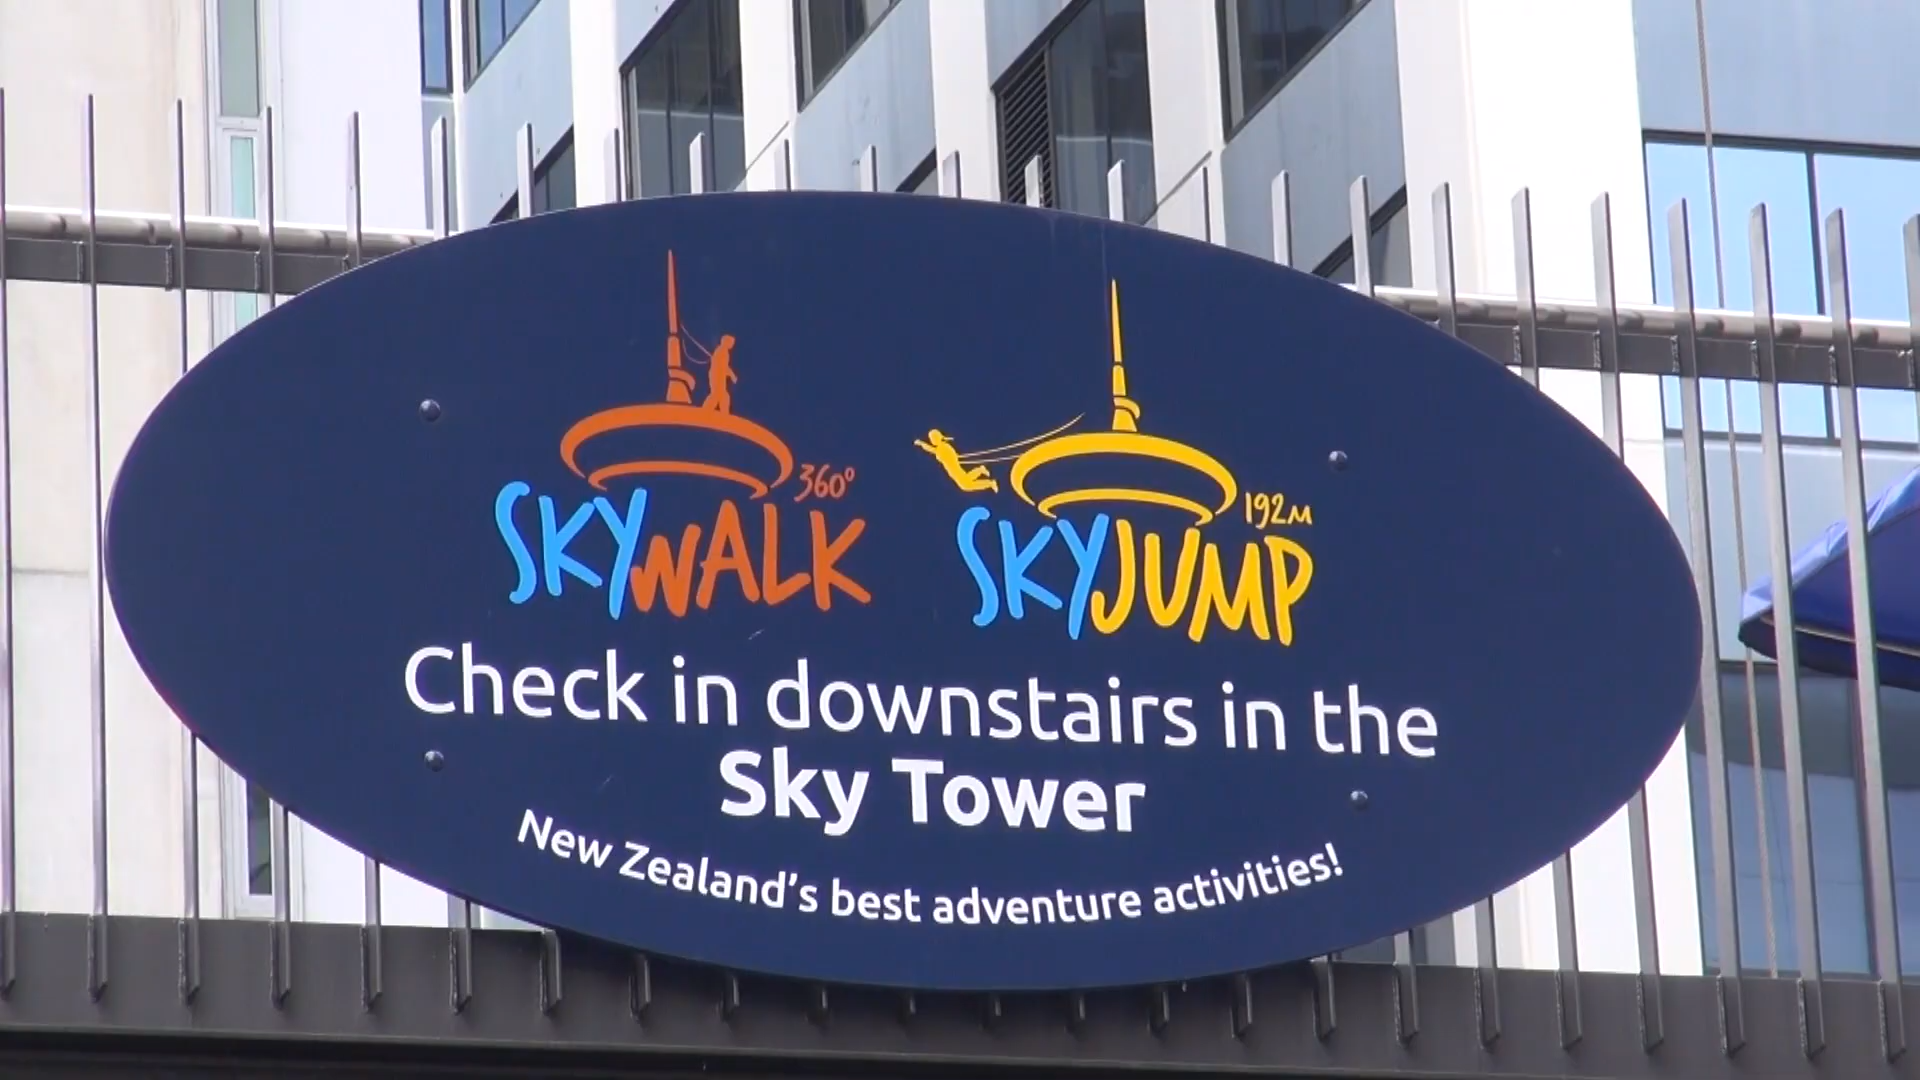 SKYWALK 360°
SKYJUMP 192M
Check in downstairs in the
Sky Tower
New Zealand's best adventure activities!